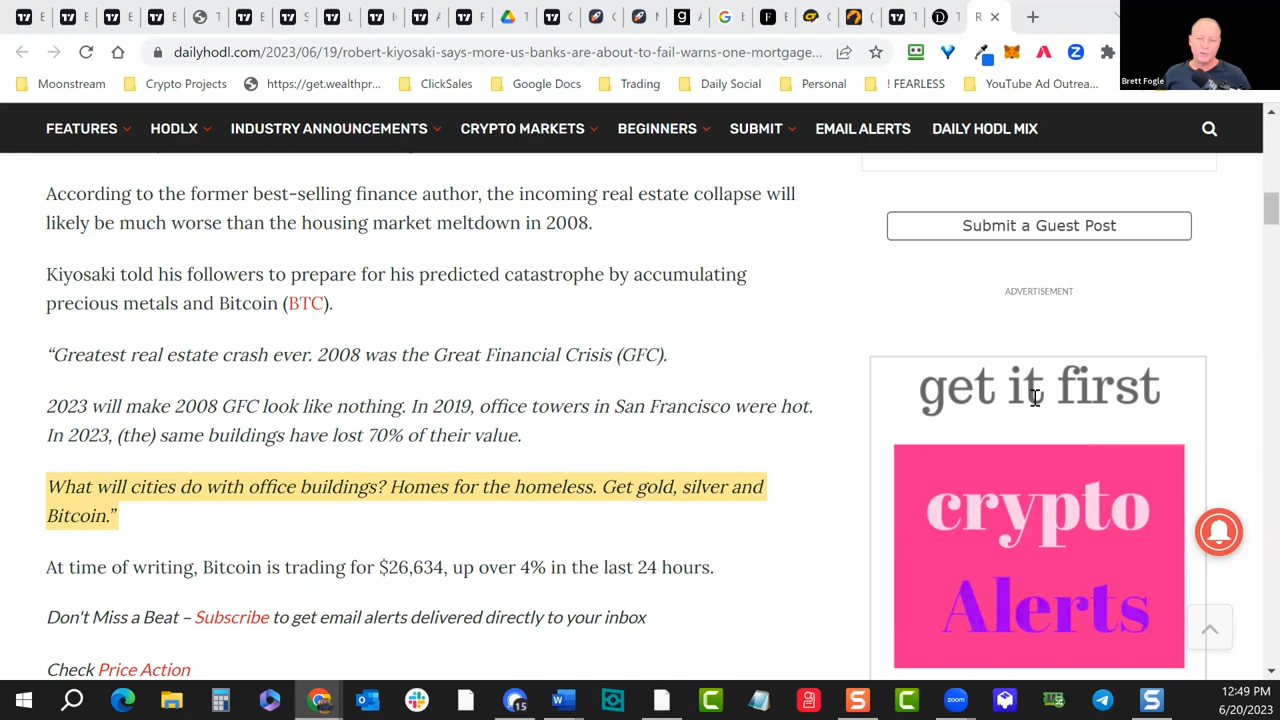 dailyhodl.com/2023/06/19/robert-kiyosaki-says-more-us-banks-are-about-to-fail-warns-one-mortgage...
Brett Fogle
Moonstream
Crypto Projects
https://get.wealthpr...
ClickSales
Google Docs
Trading
Daily Social
Personal
! FEARLESS
YouTube Ad Outrea...
FEATURES
HODLX
INDUSTRY ANNOUNCEMENTS
CRYPTO MARKETS
BEGINNERS
SUBMIT
EMAIL ALERTS
DAILY HODL MIX
According to the former best-selling finance author, the incoming real estate collapse will
likely be much worse than the housing market meltdown in 2008.
Kiyosaki told his followers to prepare for his predicted catastrophe by accumulating
precious metals and Bitcoin (BTC).
“Greatest real estate crash ever. 2008 was the Great Financial Crisis (GFC).
2023 will make 2008 GFC look like nothing. In 2019, office towers in San Francisco were hot.
In 2023, (the) same buildings have lost 70% of their value.
What will cities do with office buildings? Homes for the homeless. Get gold, silver and
Bitcoin.”
At time of writing, Bitcoin is trading for $26,634, up over 4% in the last 24 hours.
Don't Miss a Beat – Subscribe to get email alerts delivered directly to your inbox
Check Price Action
Submit a Guest Post
ADVERTISEMENT
get it first
crypto
Alerts
15
zoom
12:49 PM
6/20/2023